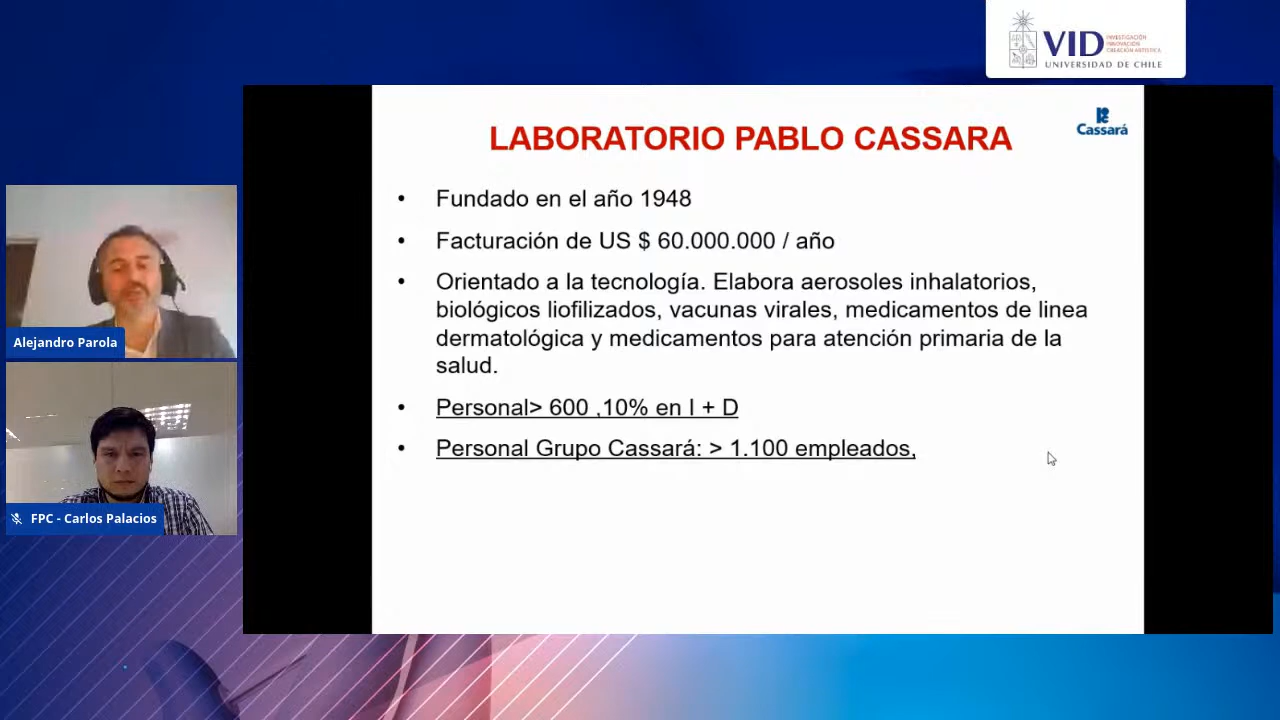 VID
INVESTIGACIÓN
INNOVACIÓN
CREACIÓN ARTÍSTICA
UNIVERSIDAD DE CHILE
LABORATORIO PABLO CASSARA
Cassará
• Fundado en el año 1948
• Facturación de US $ 60.000.000 / año
• Orientado a la tecnología. Elabora aerosoles inhalatorios,
biológicos liofilizados, vacunas virales, medicamentos de linea
dermatológica y medicamentos para atención primaria de la
salud.
• Personal> 600 ,10% en I + D
• Personal Grupo Cassará: > 1.100 empleados,
Alejandro Parola
FPC - Carlos Palacios